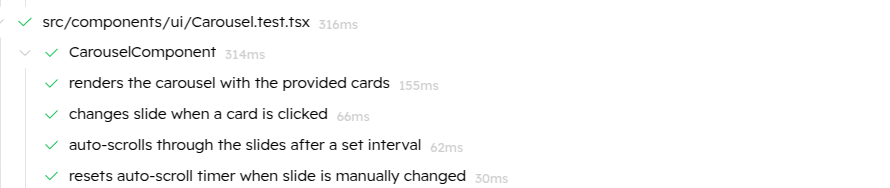 src/components/ui/Carousel.test.tsx 316ms
CarouselComponent 314ms
renders the carousel with the provided cards 155ms
changes slide when a card is clicked 66ms
auto-scrolls through the slides after a set interval 62ms
resets auto-scroll timer when slide is manually changed 30ms